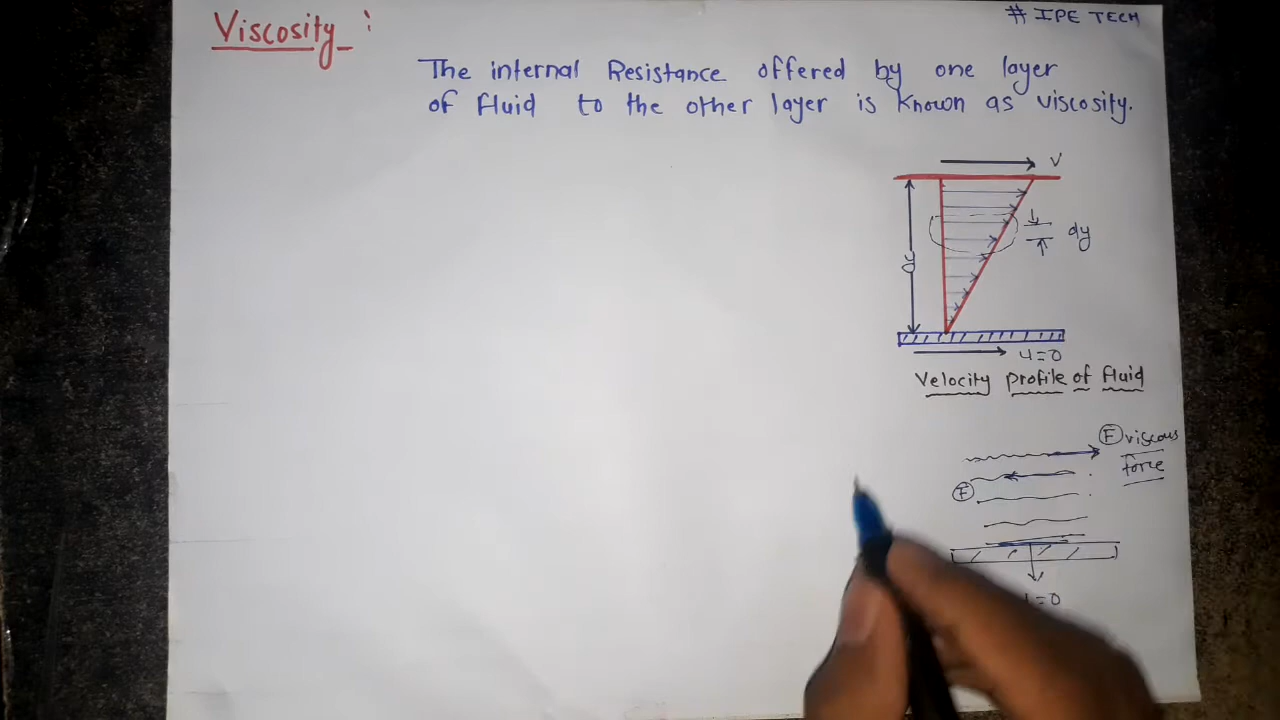 Viscosity :
# IPE TECH
The internal Resistance offered by one layer
of fluid to the other layer is known as viscosity.
V
dy
y
u=0
Velocity profile of fluid
F viscous
force
F
=0